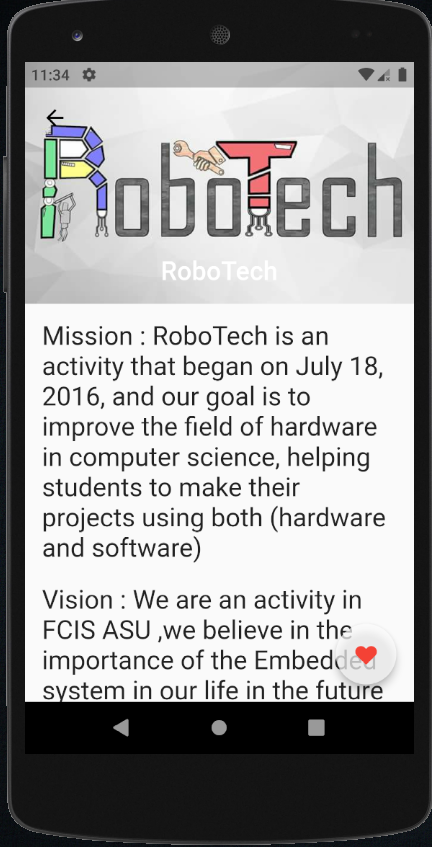 11:34
RoboTech
RoboTech
Mission : RoboTech is an
activity that began on July 18,
2016, and our goal is to
improve the field of hardware
in computer science, helping
students to make their
projects using both (hardware
and software)
Vision : We are an activity in
FCIS ASU ,we believe in the
importance of the Embedded
system in our life in the future